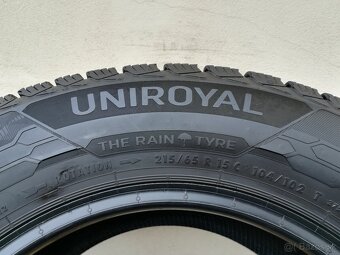 UNIROYAL
THE RAIN TYRE
ROTATION 215/65 R 15 C 104/102 T